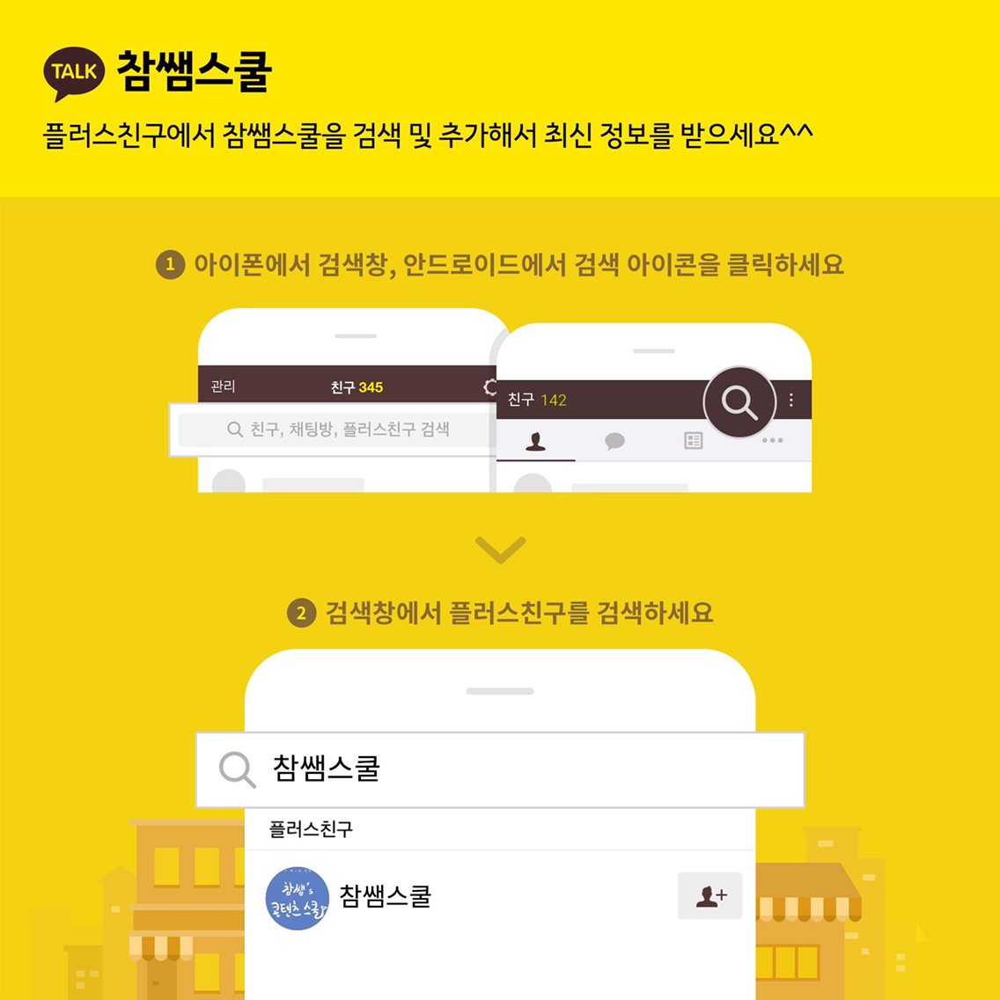 TALK 참쌤스쿨
플러스친구에서 참쌤스쿨을 검색 및 추가해서 최신 정보를 받으세요^^
1 아이폰에서 검색창, 안드로이드에서 검색 아이콘을 클릭하세요
관리 친구 345
친구, 채팅방, 플러스친구 검색
친구 142
2 검색창에서 플러스친구를 검색하세요
참쌤스쿨
플러스친구
참쌤's
콘텐츠 스쿨
참쌤스쿨